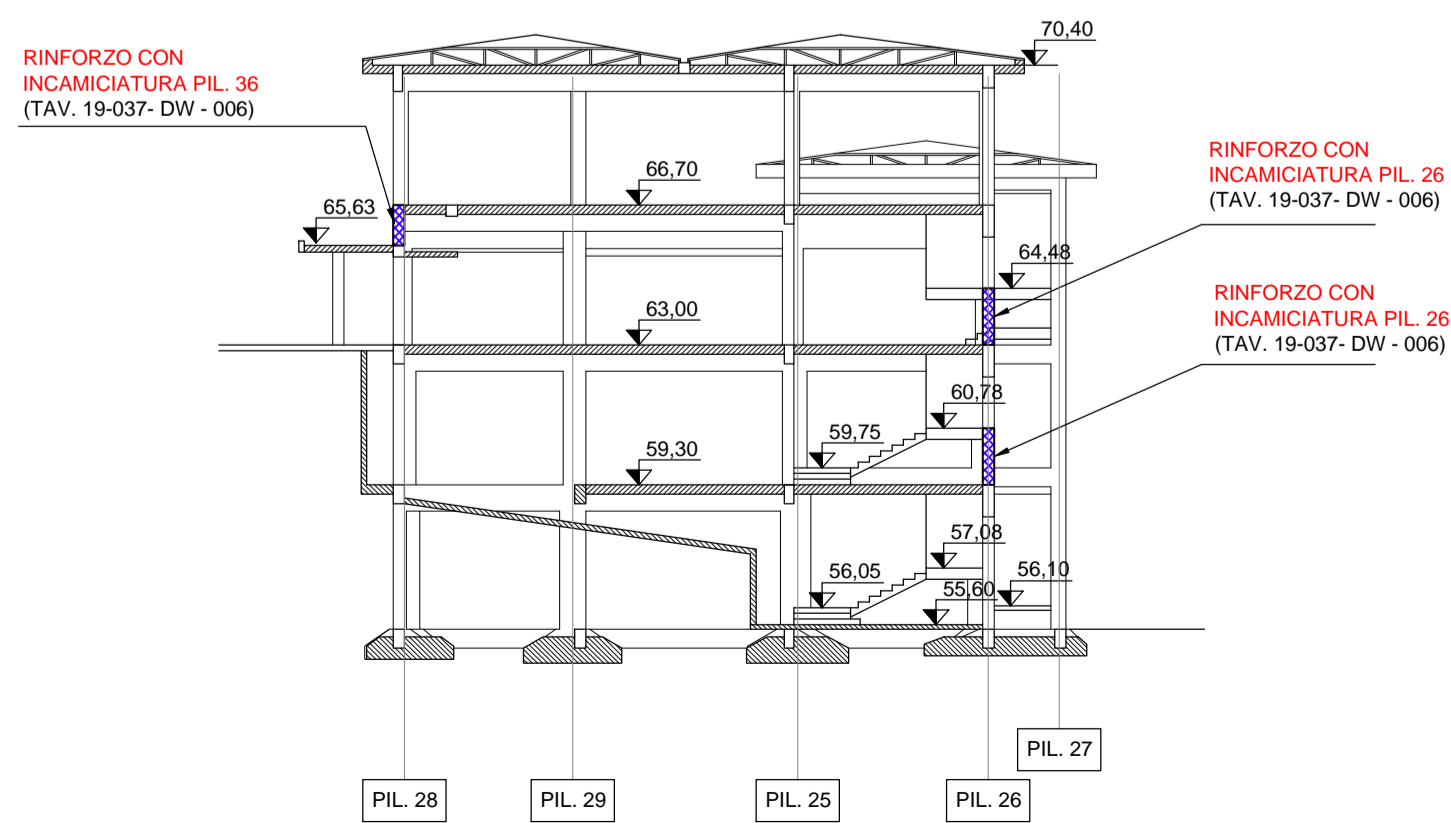 70,40
RINFORZO CON
INCAMICIATURA PIL. 36
(TAV. 19-037- DW - 006)
RINFORZO CON
INCAMICIATURA PIL. 26
(TAV. 19-037- DW - 006)
66,70
65,63
64,48
RINFORZO CON
INCAMICIATURA PIL. 26
(TAV. 19-037- DW - 006)
63,00
60,78
59,75
59,30
57,08
56,05
56,10
55,60
PIL. 27
PIL. 28
PIL. 29
PIL. 25
PIL. 26